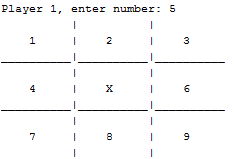 Player 1, enter number: 5
1 | 2 | 3
4 | X | 6
7 | 8 | 9